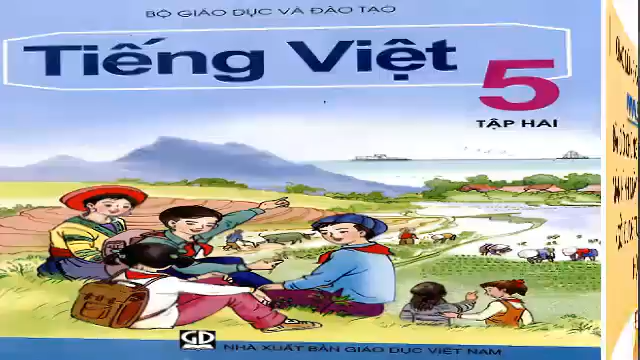 BỘ GIÁO DỤC VÀ ĐÀO TẠO
Tiếng Việt 5
TẬP HAI
GD
NHÀ XUẤT BẢN GIÁO DỤC VIỆT NAM